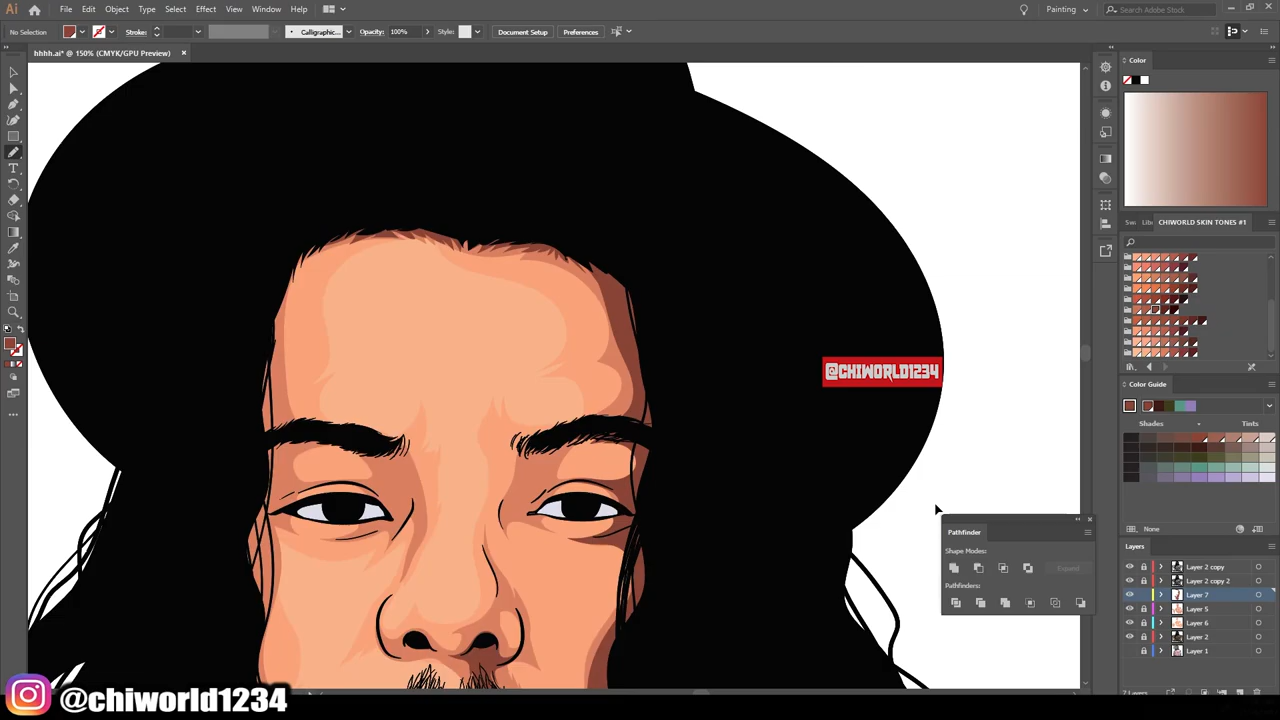 Ai File Edit Object Type Select Effect View Window Help Painting Search Adobe Stock
No Selection Stroke: Calligraphic... Opacity: 100% Style: Document Setup Preferences
hhhh.ai* @ 150% (CMYK/GPU Preview)
Color
CHIWORLD SKIN TONES #1
@CHIWORLD1234
Color Guide
Shades Tints
None
Pathfinder
Shape Modes:
Expand
Pathfinders:
Layers
Layer 2 copy
Layer 2 copy 2
Layer 7
Layer 5
Layer 6
Layer 2
Layer 1
@chiworld1234